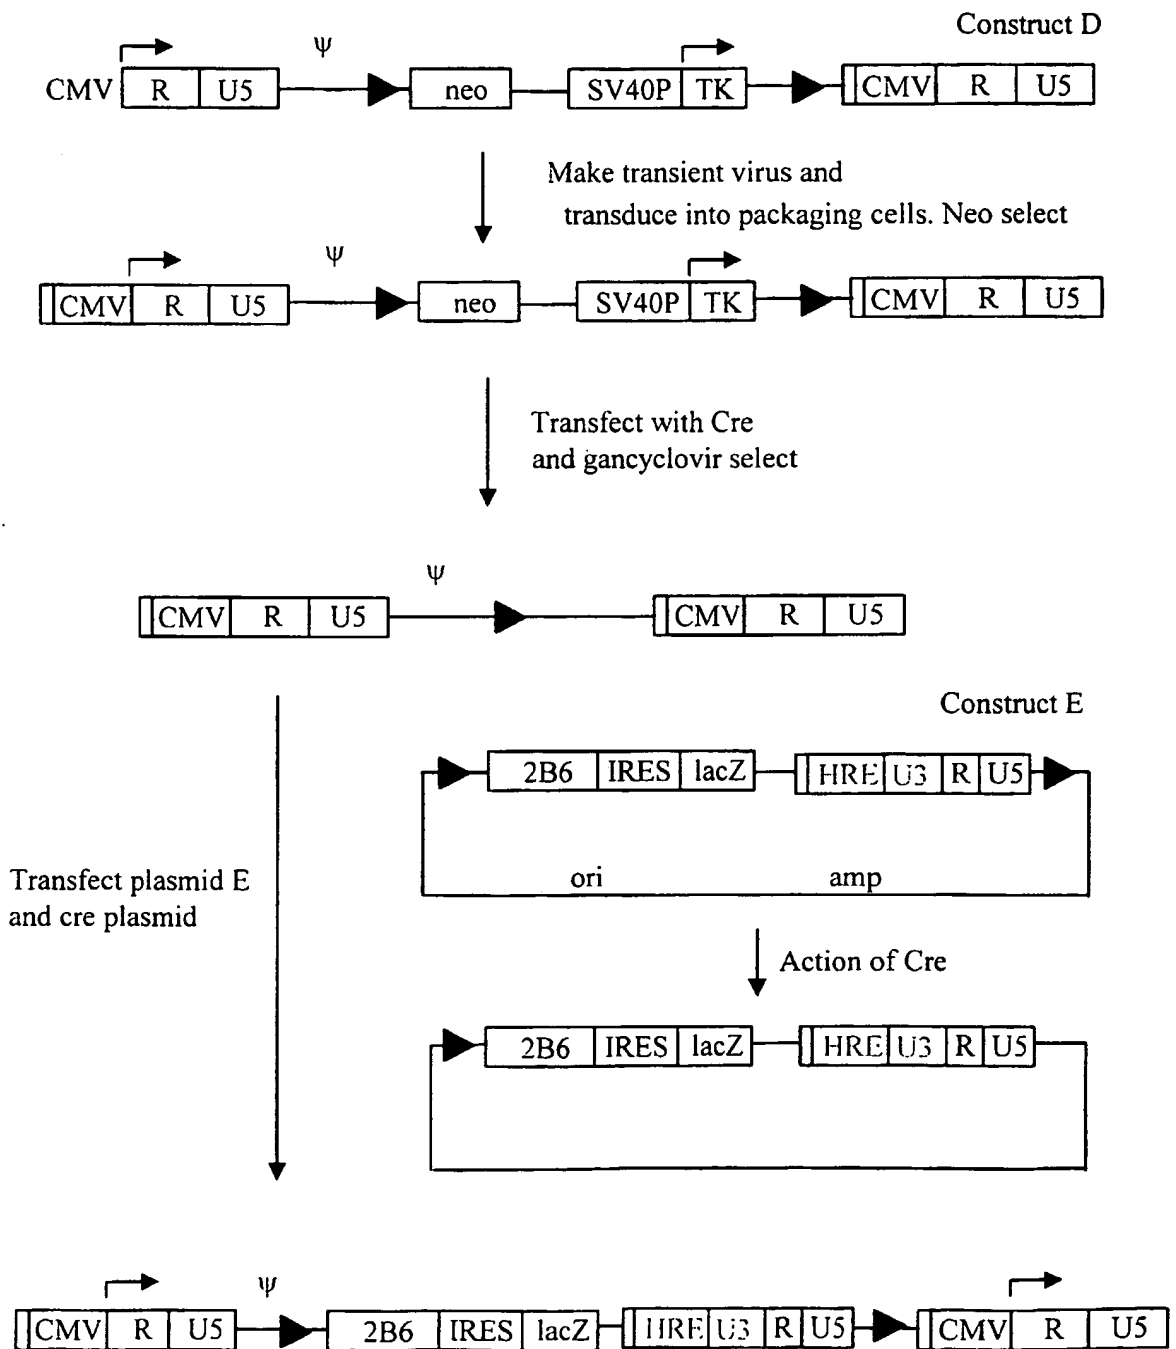 Construct D
ψ
CMV R U5 neo SV40P TK CMV R U5
Make transient virus and
transduce into packaging cells. Neo select
ψ
CMV R U5 neo SV40P TK CMV R U5
Transfect with Cre
and gancyclovir select
ψ
CMV R U5 CMV R U5
Construct E
2B6 IRES lacZ HRE U3 R U5
ori amp
Transfect plasmid E
and cre plasmid
Action of Cre
2B6 IRES lacZ HRE U3 R U5
ψ
CMV R U5 2B6 IRES lacZ HRE U3 R U5 CMV R U5